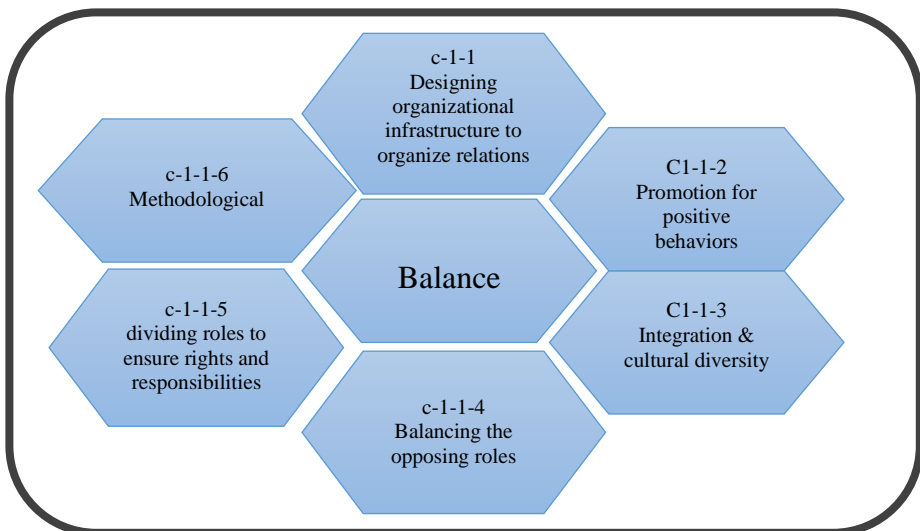 c-1-1
Designing
organizational
infrastructure to
organize relations
C1-1-2
Promotion for
positive
behaviors
C1-1-3
Integration &
cultural diversity
c-1-1-4
Balancing the
opposing roles
c-1-1-5
dividing roles to
ensure rights and
responsibilities
c-1-1-6
Methodological
Balance